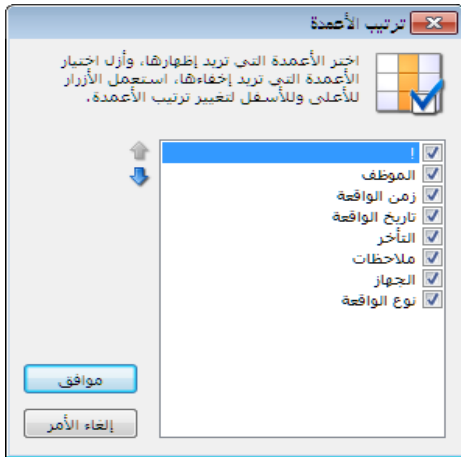 ترتيب الأعمدة
اختر الأعمدة التي تريد إظهارها، وأزل اختيار
الأعمدة التي تريد إخفاءها، استعمل الأزرار
للأعلى وللأسفل لتغيير ترتيب الأعمدة.
!
الموظف
زمن الواقعة
تاريخ الواقعة
التأخر
ملاحظات
الجهاز
نوع الواقعة
موافق
إلغاء الأمر